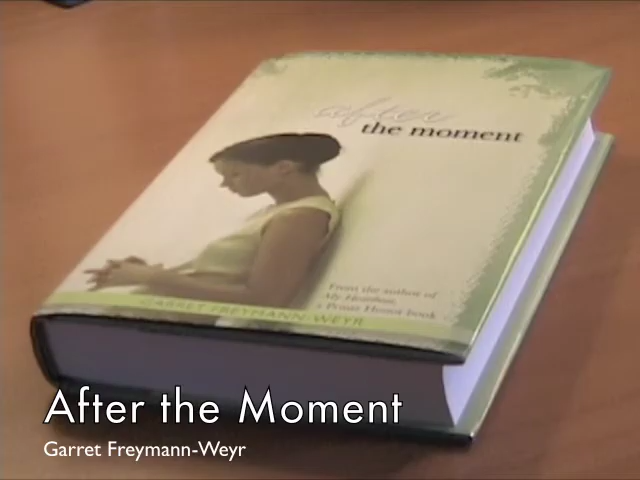 after
the moment
From the author of
My Heartbeat,
a Printz Honor book
GARRET FREYMANN-WEYR
After the Moment
Garret Freymann-Weyr